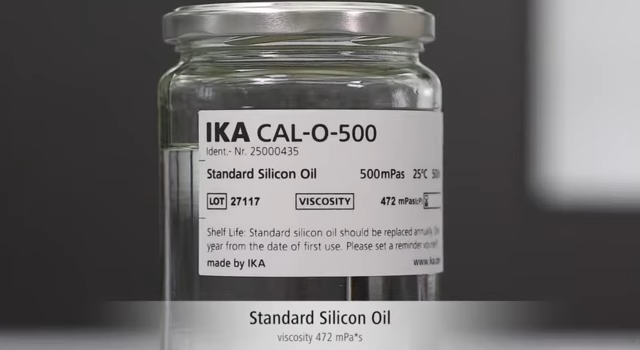 IKA CAL-O-500
Ident.- Nr. 25000435
Standard Silicon Oil 500mPas 25°C
LOT 27117 VISCOSITY 472 mPas
Shelf Life: Standard silicon oil should be replaced annually,
year from the date of first use. Please set a reminder
made by IKA www.ika
Standard Silicon Oil
viscosity 472 mPa*s